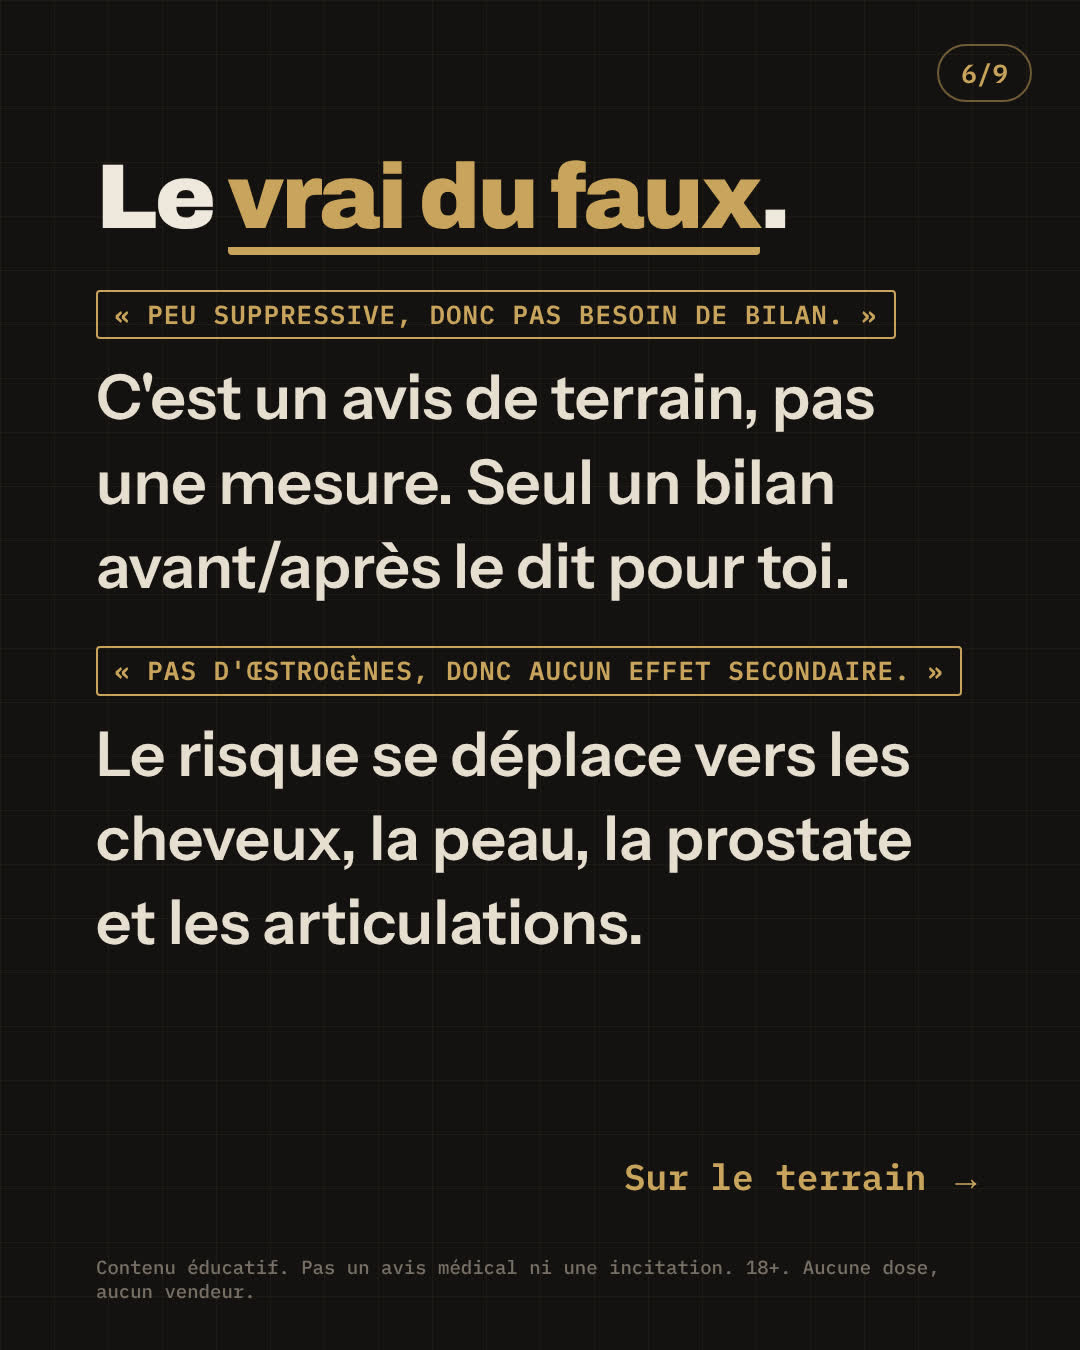 6/9
Le vrai du faux.
« PEU SUPPRESSIVE, DONC PAS BESOIN DE BILAN. »
C'est un avis de terrain, pas
une mesure. Seul un bilan
avant/après le dit pour toi.
« PAS D'ŒSTROGÈNES, DONC AUCUN EFFET SECONDAIRE. »
Le risque se déplace vers les
cheveux, la peau, la prostate
et les articulations.
Sur le terrain →
Contenu éducatif. Pas un avis médical ni une incitation. 18+. Aucune dose,
aucun vendeur.